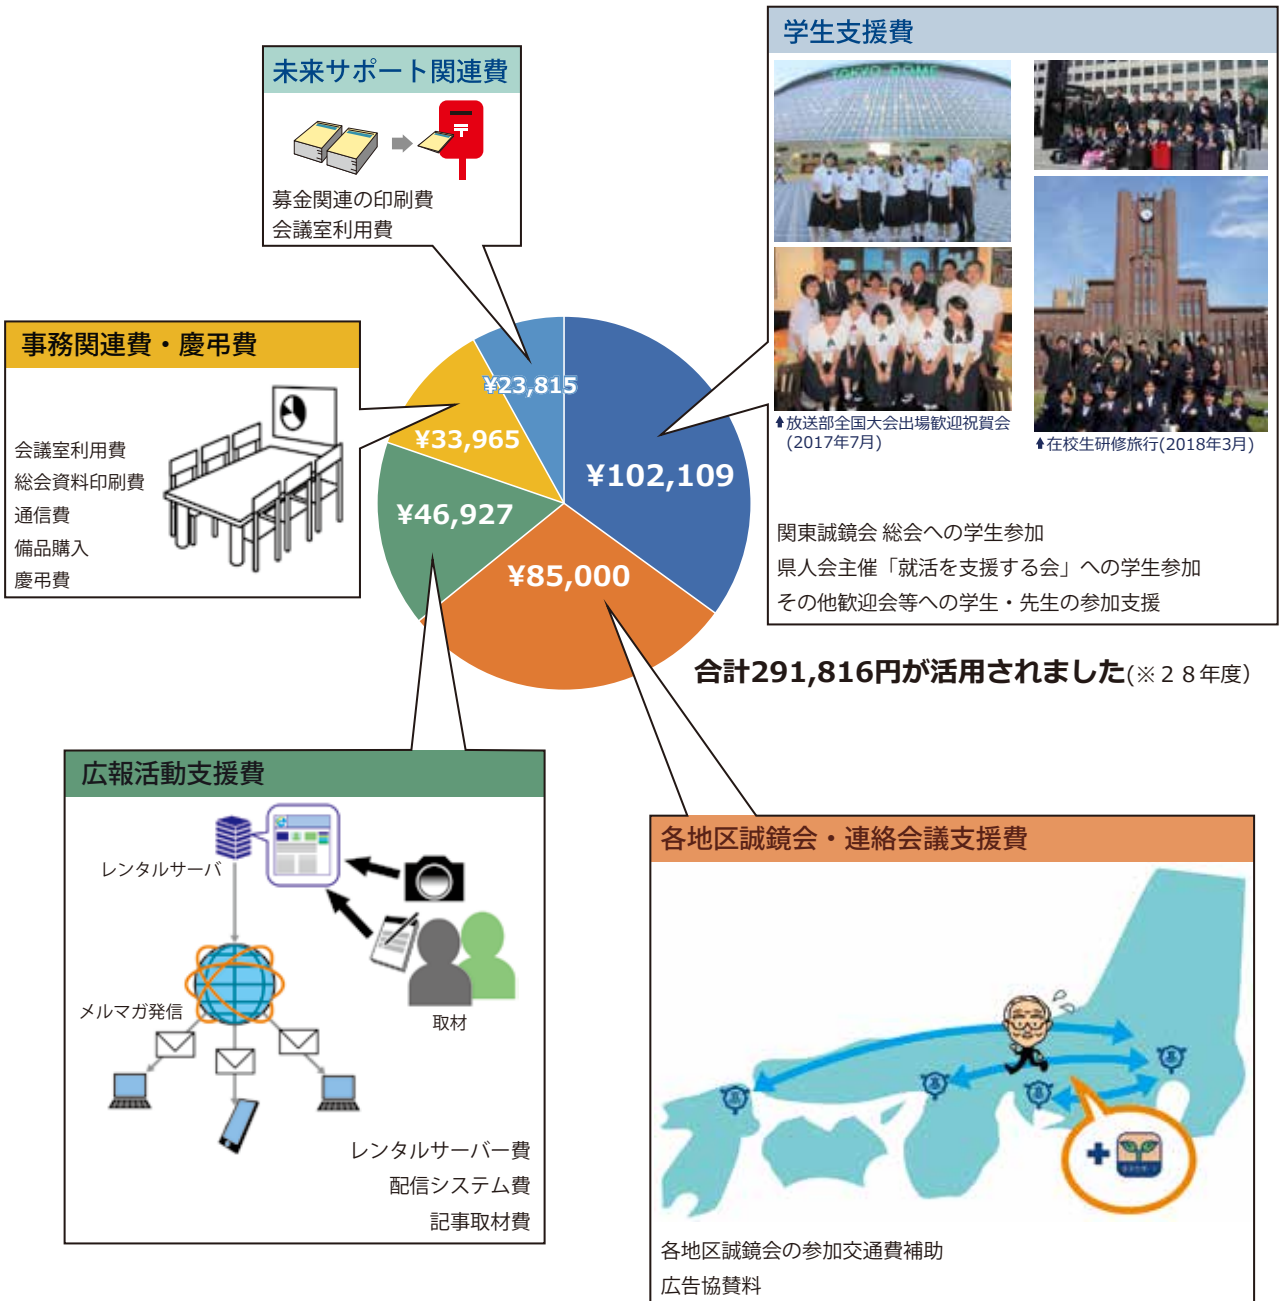 学生支援費
TOKYO DOME
↑放送部全国大会出場歓迎祝賀会
(2017年7月)
↑在校生研修旅行(2018年3月)
関東誠鏡会 総会への学生参加
県人会主催「就活を支援する会」への学生参加
その他歓迎会等への学生・先生の参加支援
未来サポート関連費
〒
募金関連の印刷費
会議室利用費
事務関連費・慶弔費
会議室利用費
総会資料印刷費
通信費
備品購入
慶弔費
¥23,815
¥33,965
¥102,109
¥46,927
¥85,000
合計291,816円が活用されました(※２８年度)
広報活動支援費
レンタルサーバ
メルマガ発信
取材
レンタルサーバー費
配信システム費
記事取材費
各地区誠鏡会・連絡会議支援費
高
高
高
高
+
各地区誠鏡会の参加交通費補助
広告協賛料